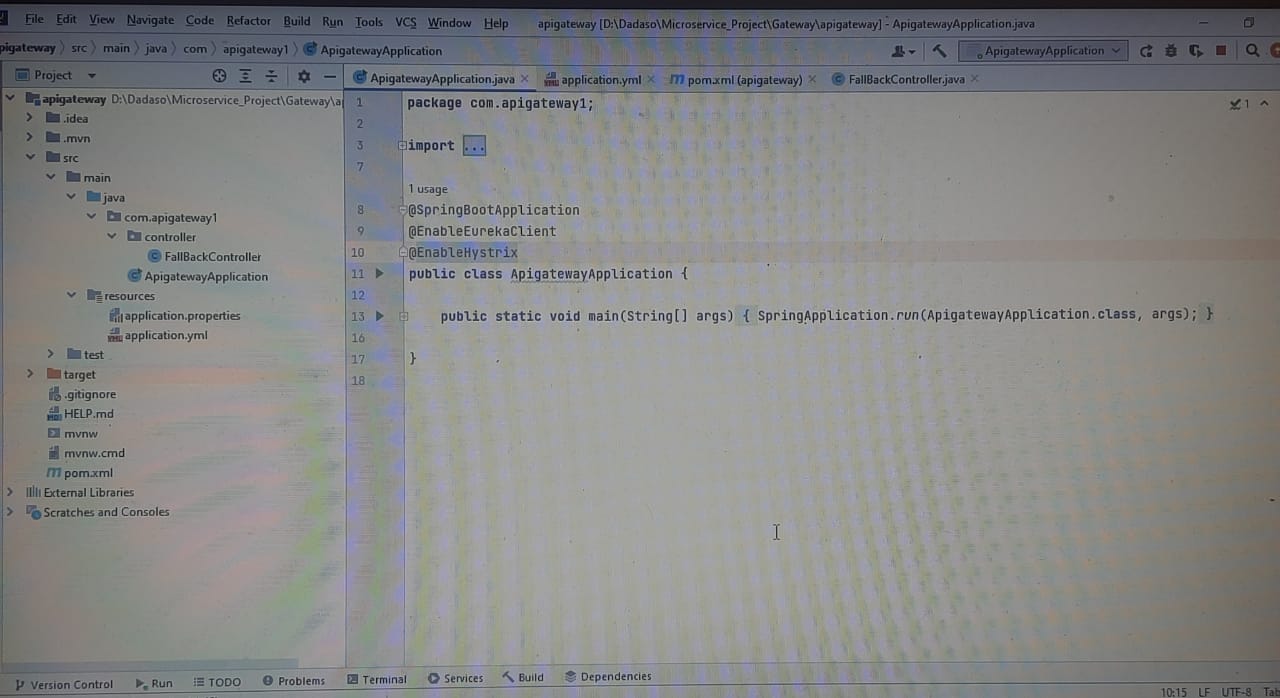 File Edit View Navigate Code Refactor Build Run Tools VCS Window Help apigateway [D:\Dadaso\Microservice_Project\Gateway\apigateway] - ApigatewayApplication.java
pigateway src main java com apigateway1 ApigatewayApplication ApigatewayApplication
Project ApigatewayApplication.java application.yml pom.xml (apigateway) FallBackController.java
apigateway D:\Dadaso\Microservice_Project\Gateway\a
.idea
.mvn
src
main
java
com.apigateway1
controller
FallBackController
ApigatewayApplication
resources
application.properties
application.yml
test
target
.gitignore
HELP.md
mvnw
mvnw.cmd
pom.xml
External Libraries
Scratches and Consoles
1 package com.apigateway1;
1
2
3 import ...
7
1 usage
8 @SpringBootApplication
9 @EnableEurekaClient
10 @EnableHystrix
11 public class ApigatewayApplication {
12
13 public static void main(String[] args) { SpringApplication.run(ApigatewayApplication.class, args); }
16
17 }
18
Version Control Run TODO Problems Terminal Services Build Dependencies
10:15 LF UTF-8